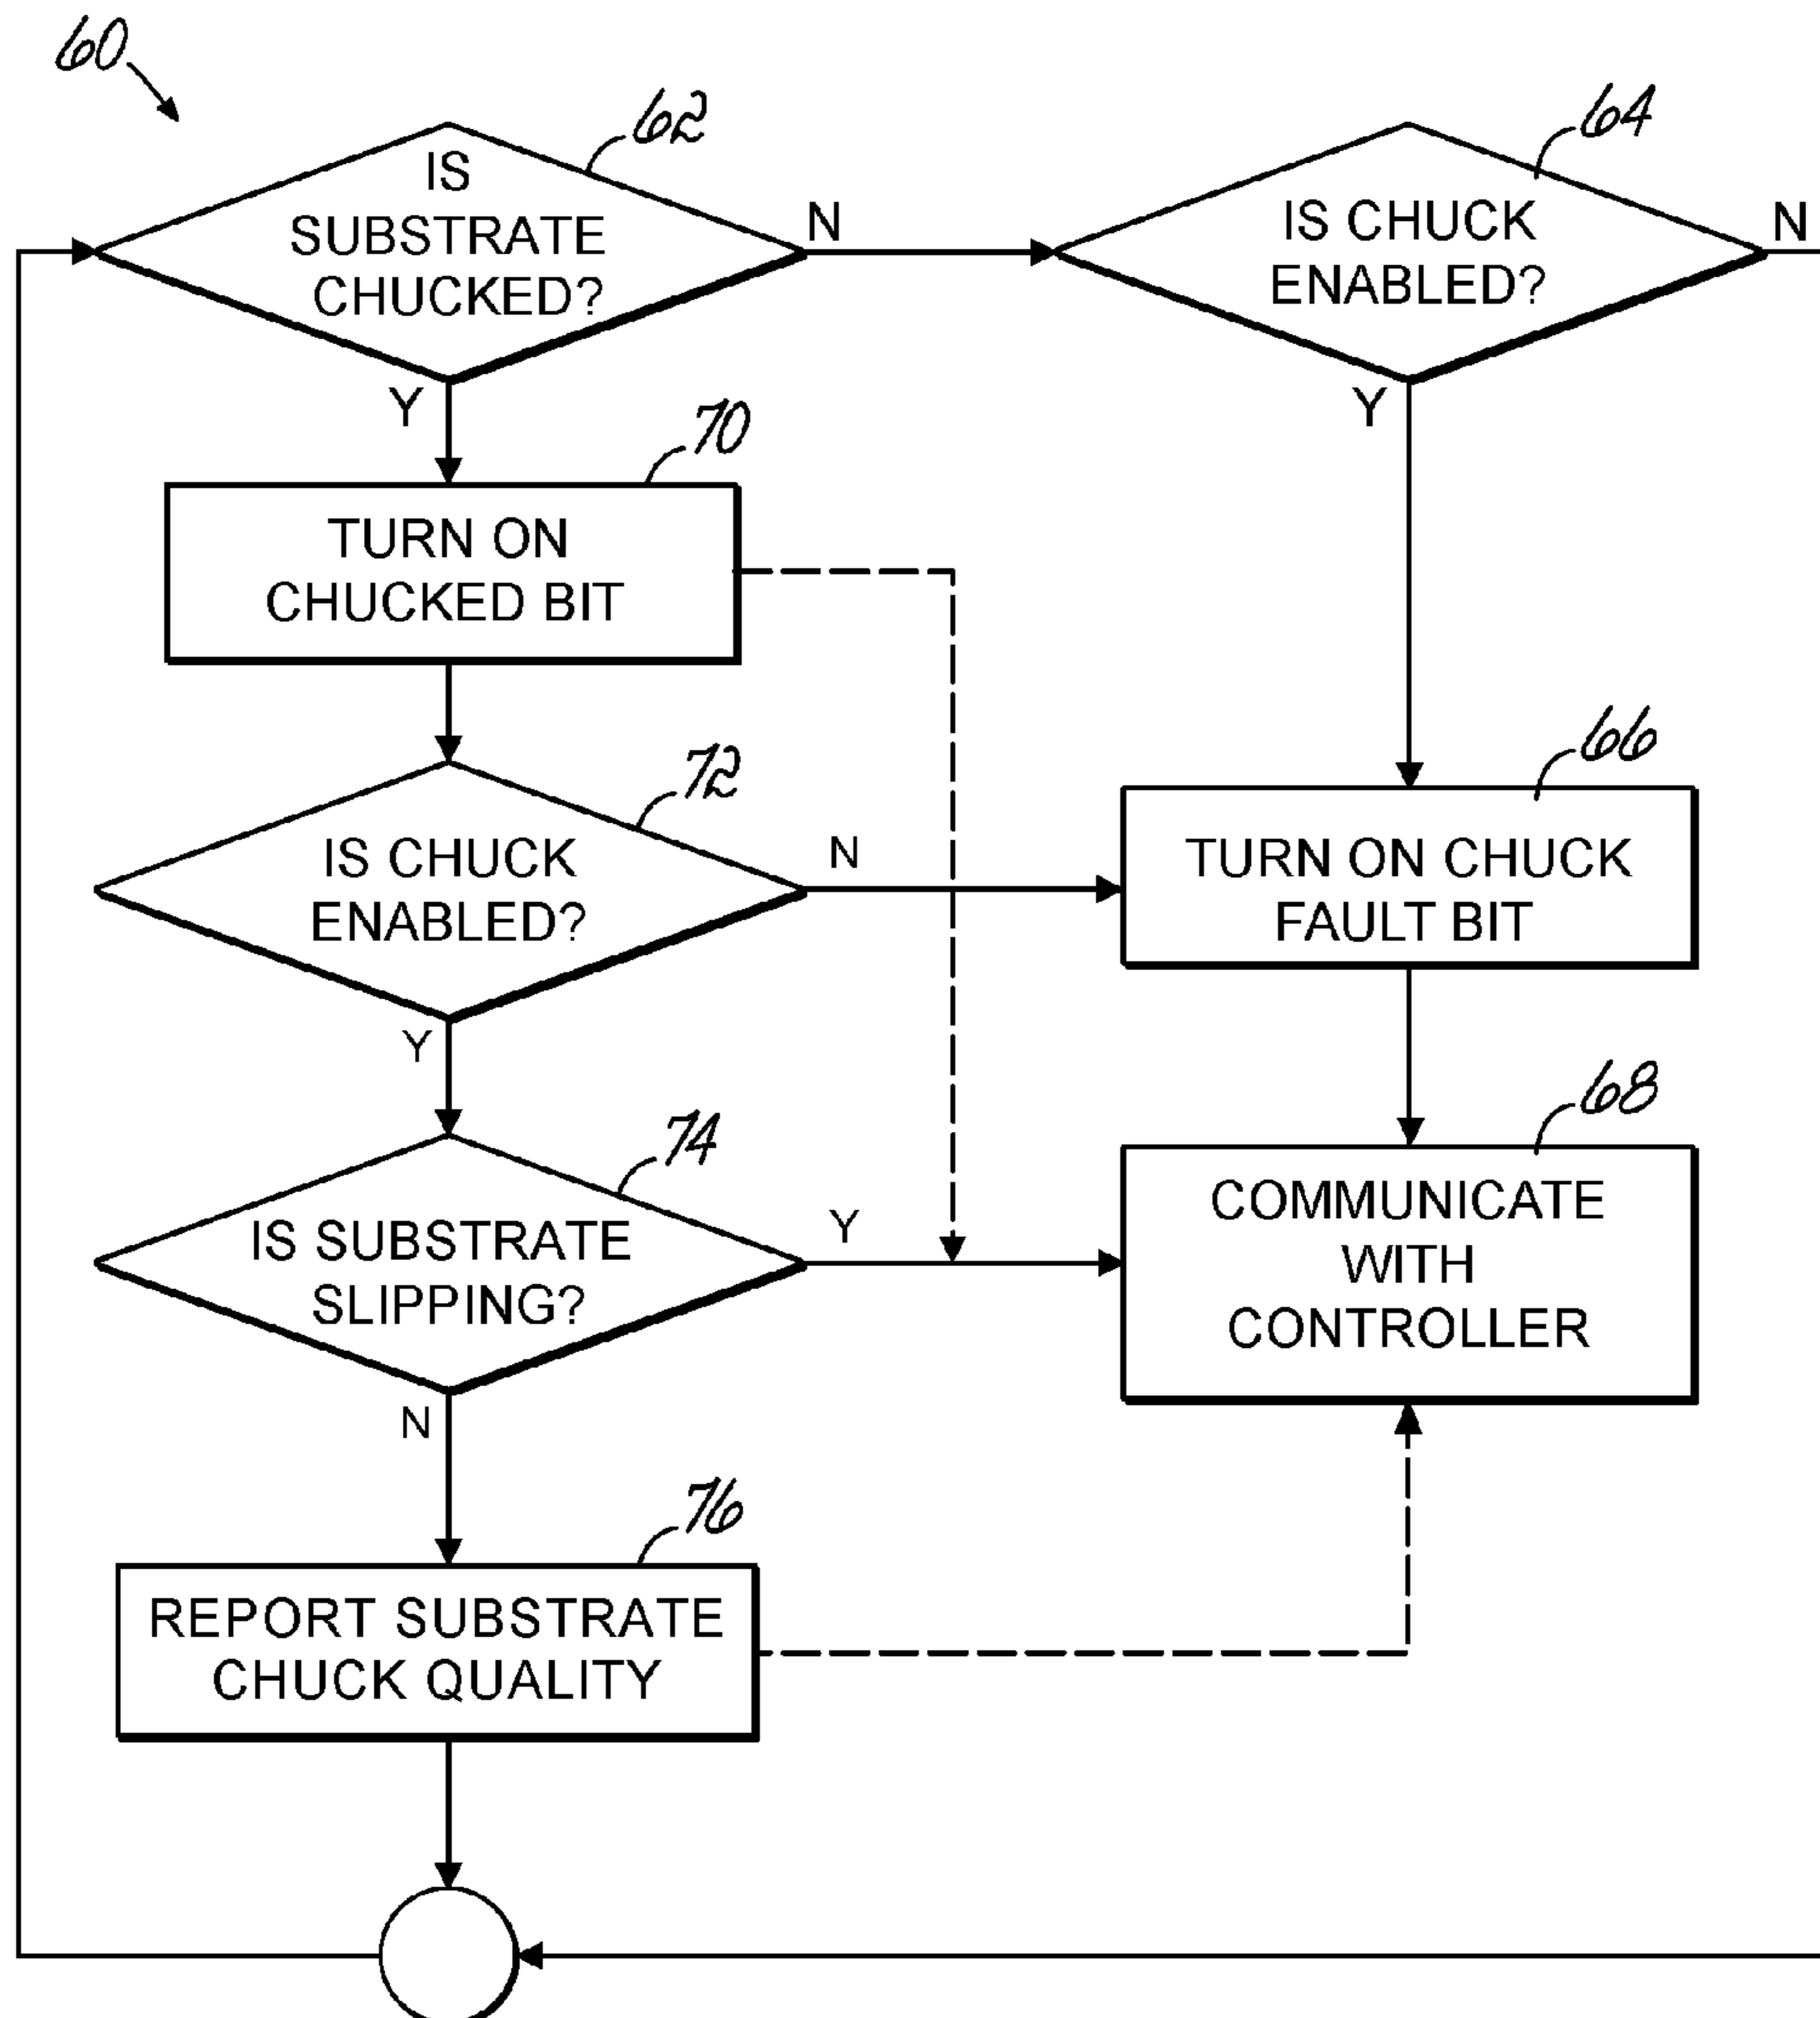 60
62
IS
SUBSTRATE
CHUCKED?
N
Y
64
IS CHUCK
ENABLED?
N
Y
70
TURN ON
CHUCKED BIT
72
IS CHUCK
ENABLED?
N
Y
66
TURN ON CHUCK
FAULT BIT
74
IS SUBSTRATE
SLIPPING?
Y
N
68
COMMUNICATE
WITH
CONTROLLER
76
REPORT SUBSTRATE
CHUCK QUALITY